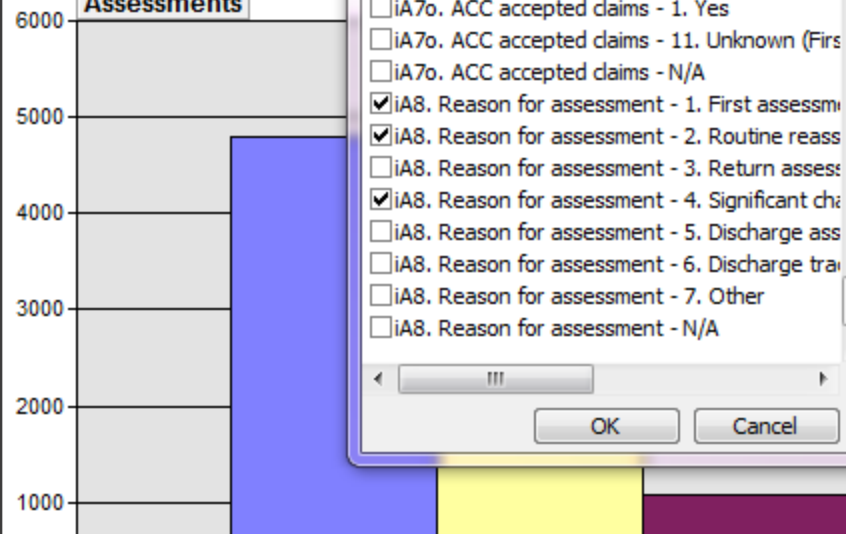 Assessments
6000
5000
4000
3000
2000
1000
iA7o. ACC accepted claims - 1. Yes
iA7o. ACC accepted claims - 11. Unknown (Firs
iA7o. ACC accepted claims - N/A
iA8. Reason for assessment - 1. First assessm
iA8. Reason for assessment - 2. Routine reass
iA8. Reason for assessment - 3. Return assess
iA8. Reason for assessment - 4. Significant cha
iA8. Reason for assessment - 5. Discharge ass
iA8. Reason for assessment - 6. Discharge trac
iA8. Reason for assessment - 7. Other
iA8. Reason for assessment - N/A
OK Cancel